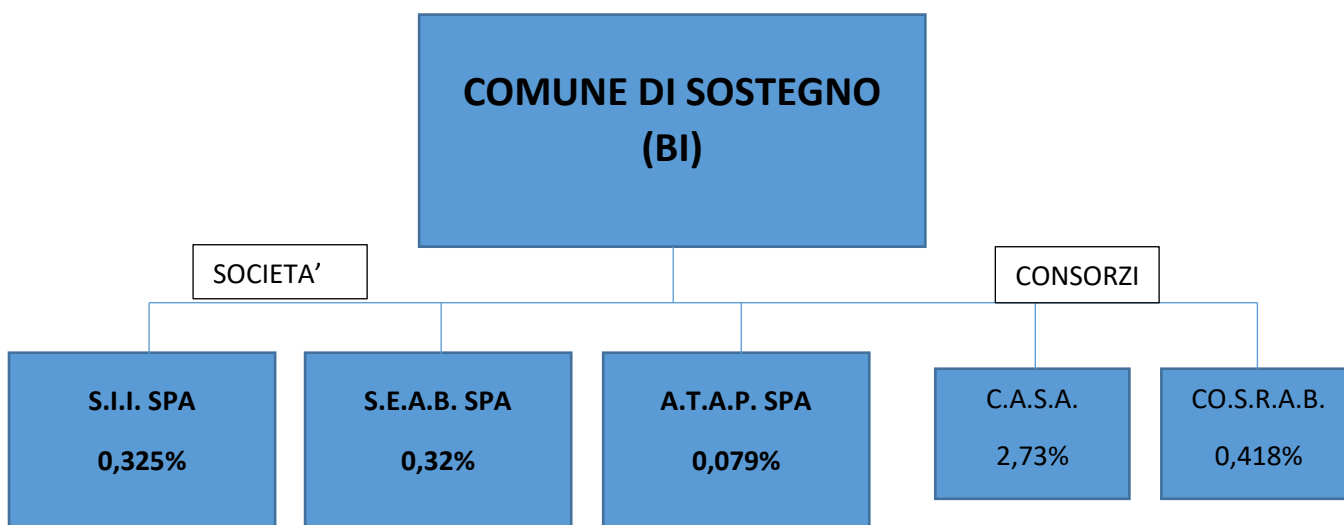 COMUNE DI SOSTEGNO
(BI)
SOCIETA’
CONSORZI
S.I.I. SPA
0,325%
S.E.A.B. SPA
0,32%
A.T.A.P. SPA
0,079%
C.A.S.A.
2,73%
CO.S.R.A.B.
0,418%